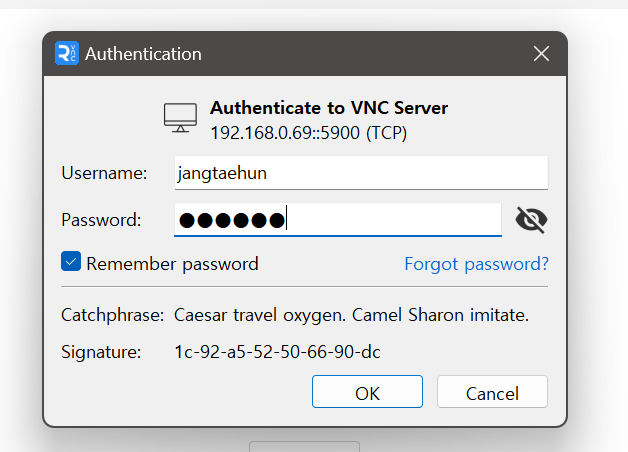 Authentication
Authenticate to VNC Server
192.168.0.69::5900 (TCP)
Username: jangtaehun
Password: ●●●●●●
Remember password Forgot password?
Catchphrase: Caesar travel oxygen. Camel Sharon imitate.
Signature: 1c-92-a5-52-50-66-90-dc
OK Cancel